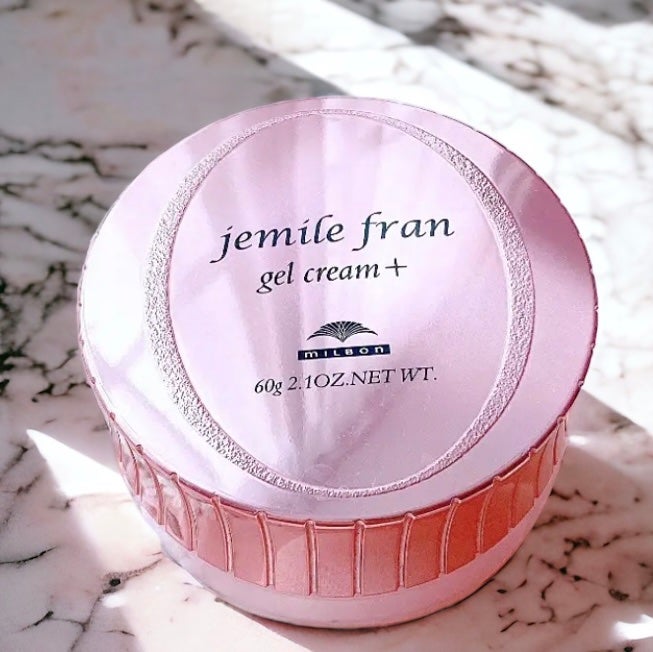 jemile fran
gel cream+
MILBON
60g 2.1OZ.NET WT.